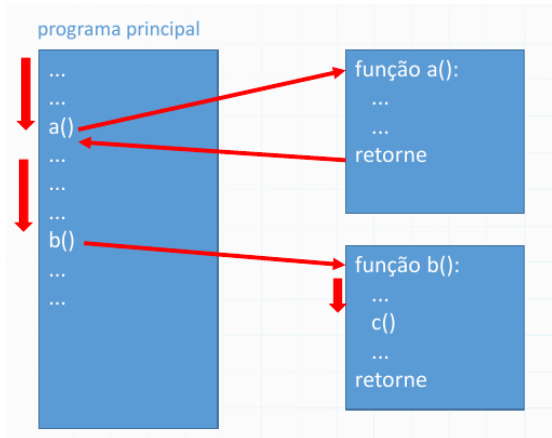 programa principal
...
...
a()
...
...
...
b()
...
...
função a():
...
...
retorne
função b():
...
c()
...
retorne